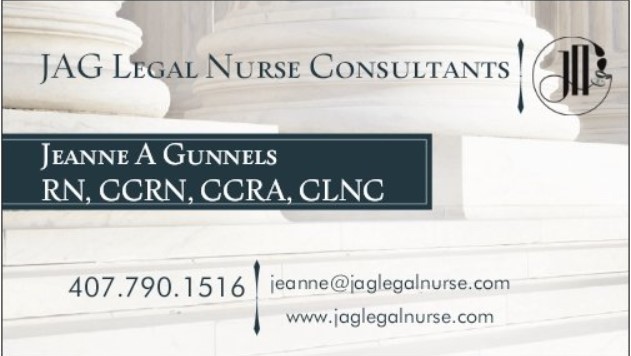 JAG Legal Nurse Consultants
Jeanne A Gunnels
RN, CCRN, CCRA, CLNC
407.790.1516
jeanne@jaglegalnurse.com
www.jaglegalnurse.com